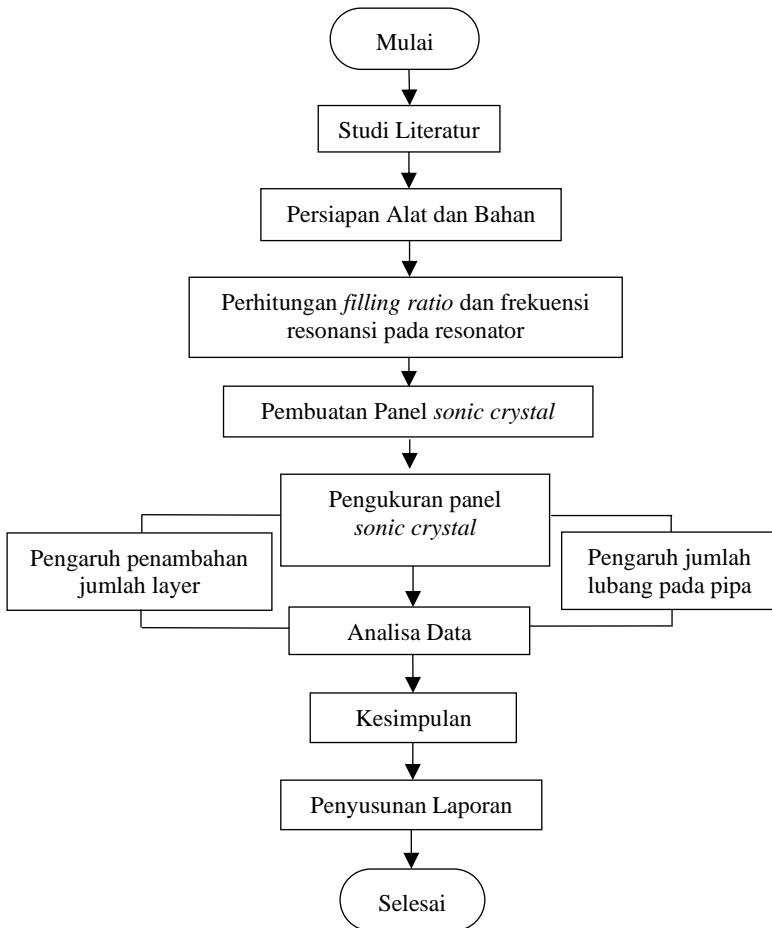 Mulai
Studi Literatur
Persiapan Alat dan Bahan
Perhitungan filling ratio dan frekuensi
resonansi pada resonator
Pembuatan Panel sonic crystal
Pengukuran panel
sonic crystal
Pengaruh penambahan
jumlah layer
Pengaruh jumlah
lubang pada pipa
Analisa Data
Kesimpulan
Penyusunan Laporan
Selesai